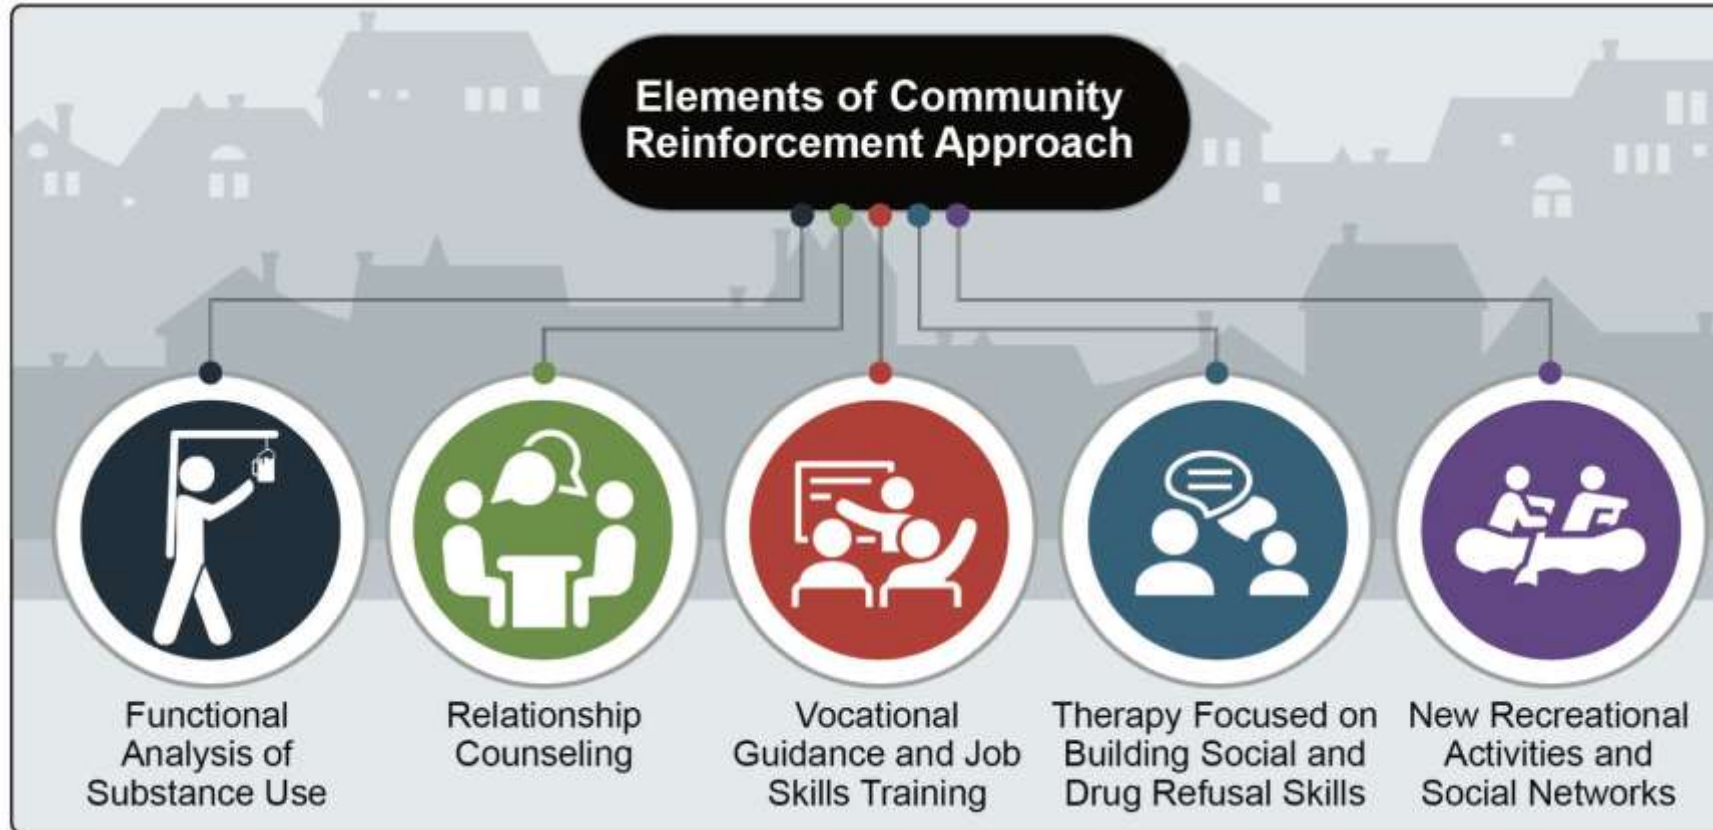 Elements of Community
Reinforcement Approach
Functional
Analysis of
Substance Use
Relationship
Counseling
Vocational
Guidance and Job
Skills Training
Therapy Focused on
Building Social and
Drug Refusal Skills
New Recreational
Activities and
Social Networks